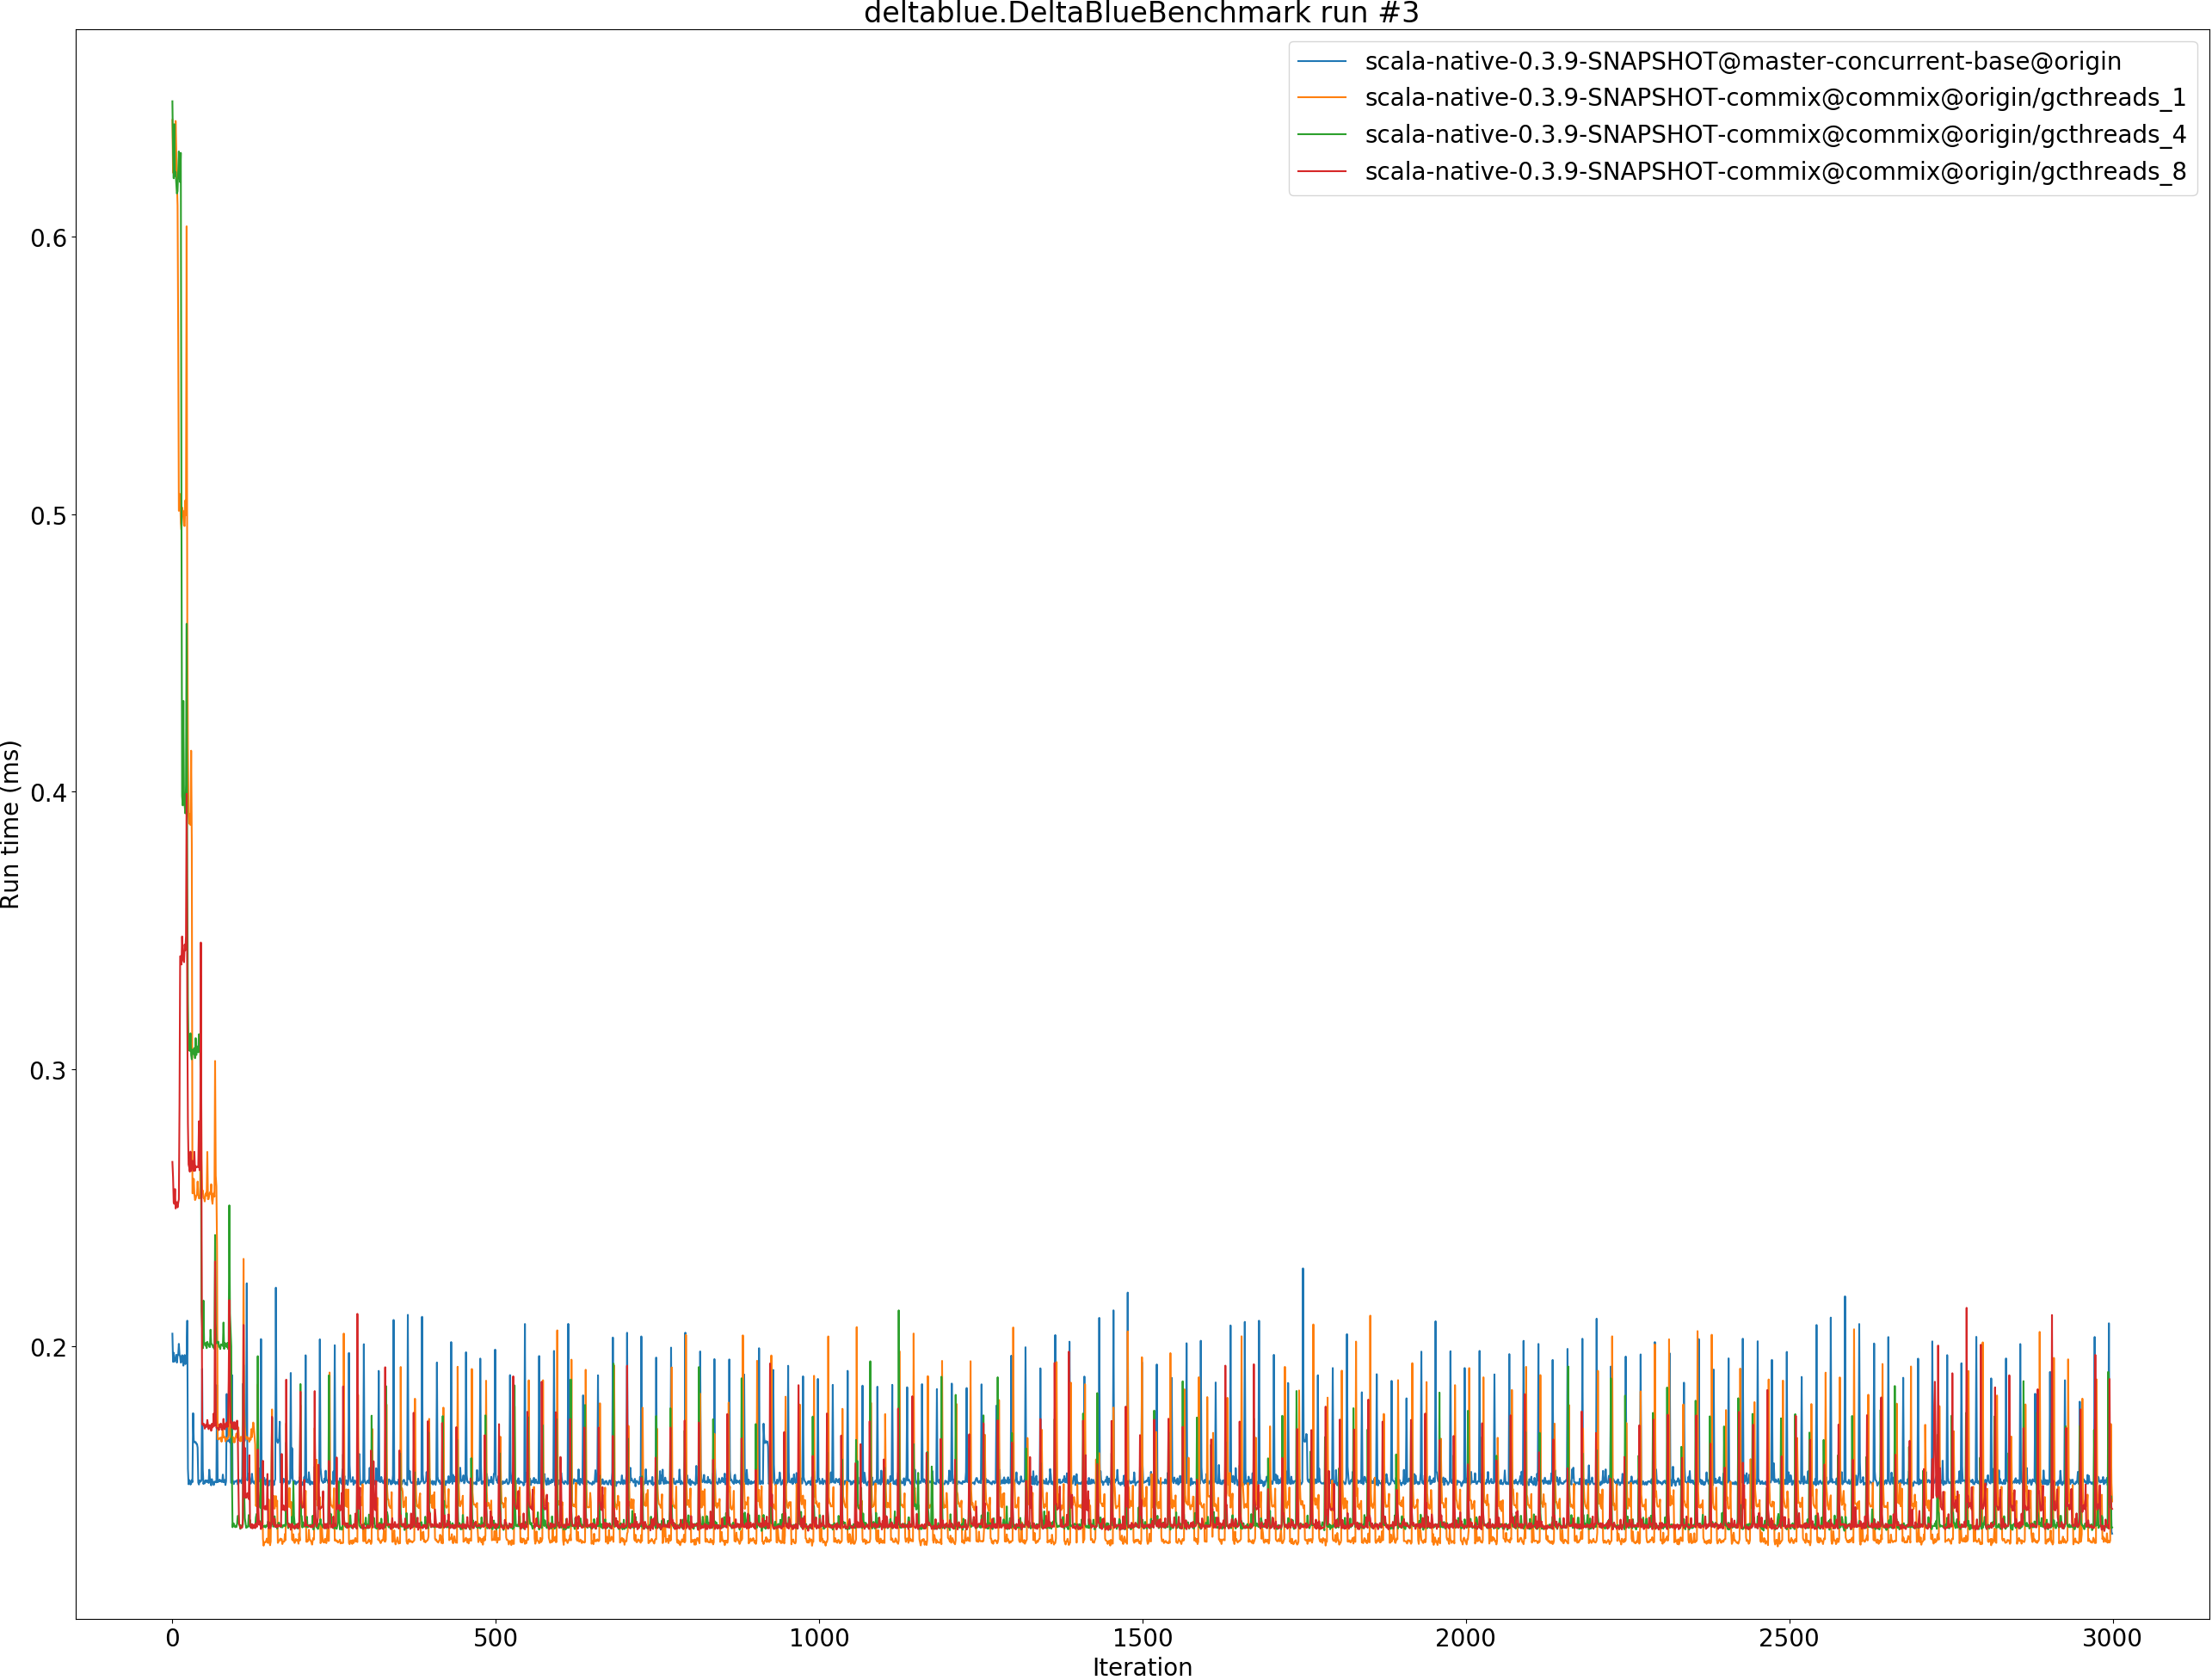 deltablue.DeltaBlueBenchmark run #3
scala-native-0.3.9-SNAPSHOT@master-concurrent-base@origin
scala-native-0.3.9-SNAPSHOT-commix@commix@origin/gcthreads_1
scala-native-0.3.9-SNAPSHOT-commix@commix@origin/gcthreads_4
scala-native-0.3.9-SNAPSHOT-commix@commix@origin/gcthreads_8
Run time (ms)
0.6
0.5
0.4
0.3
0.2
0 500 1000 1500 2000 2500 3000
Iteration